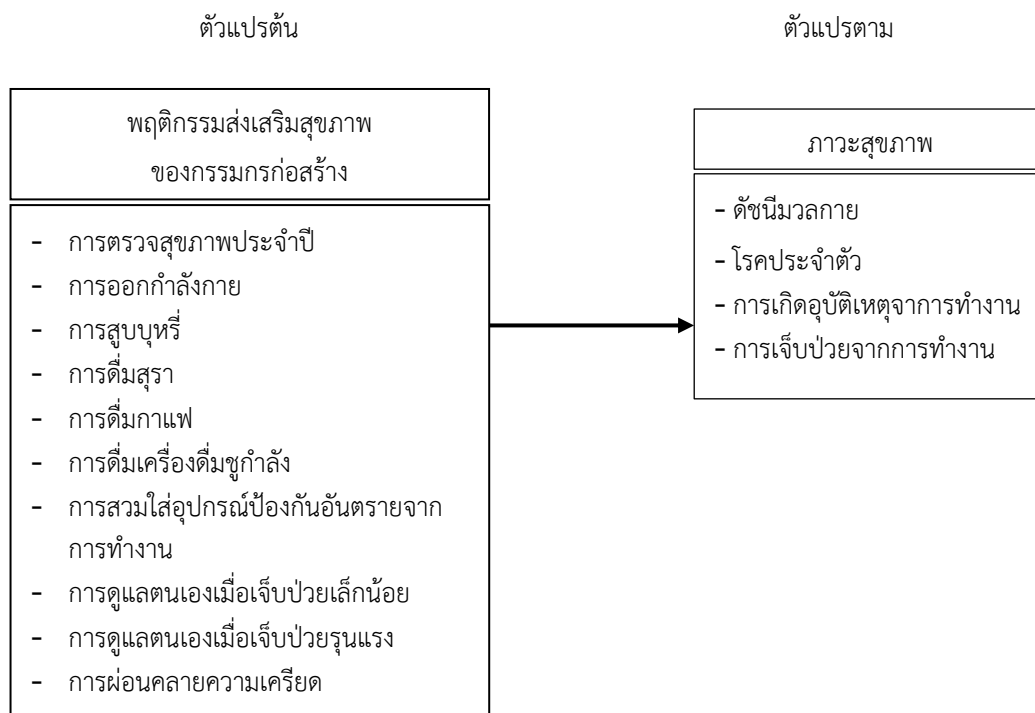 ตัวแปรต้น
ตัวแปรตาม
พฤติกรรมส่งเสริมสุขภาพ
ของกรรมกรก่อสร้าง
- การตรวจสุขภาพประจำปี
- การออกกำลังกาย
- การสูบบุหรี่
- การดื่มสุรา
- การดื่มกาแฟ
- การดื่มเครื่องดื่มชูกำลัง
- การสวมใส่อุปกรณ์ป้องกันอันตรายจาก
การทำงาน
- การดูแลตนเองเมื่อเจ็บป่วยเล็กน้อย
- การดูแลตนเองเมื่อเจ็บป่วยรุนแรง
- การผ่อนคลายความเครียด
ภาวะสุขภาพ
- ดัชนีมวลกาย
- โรคประจำตัว
- การเกิดอุบัติเหตุจาการทำงาน
- การเจ็บป่วยจากการทำงาน